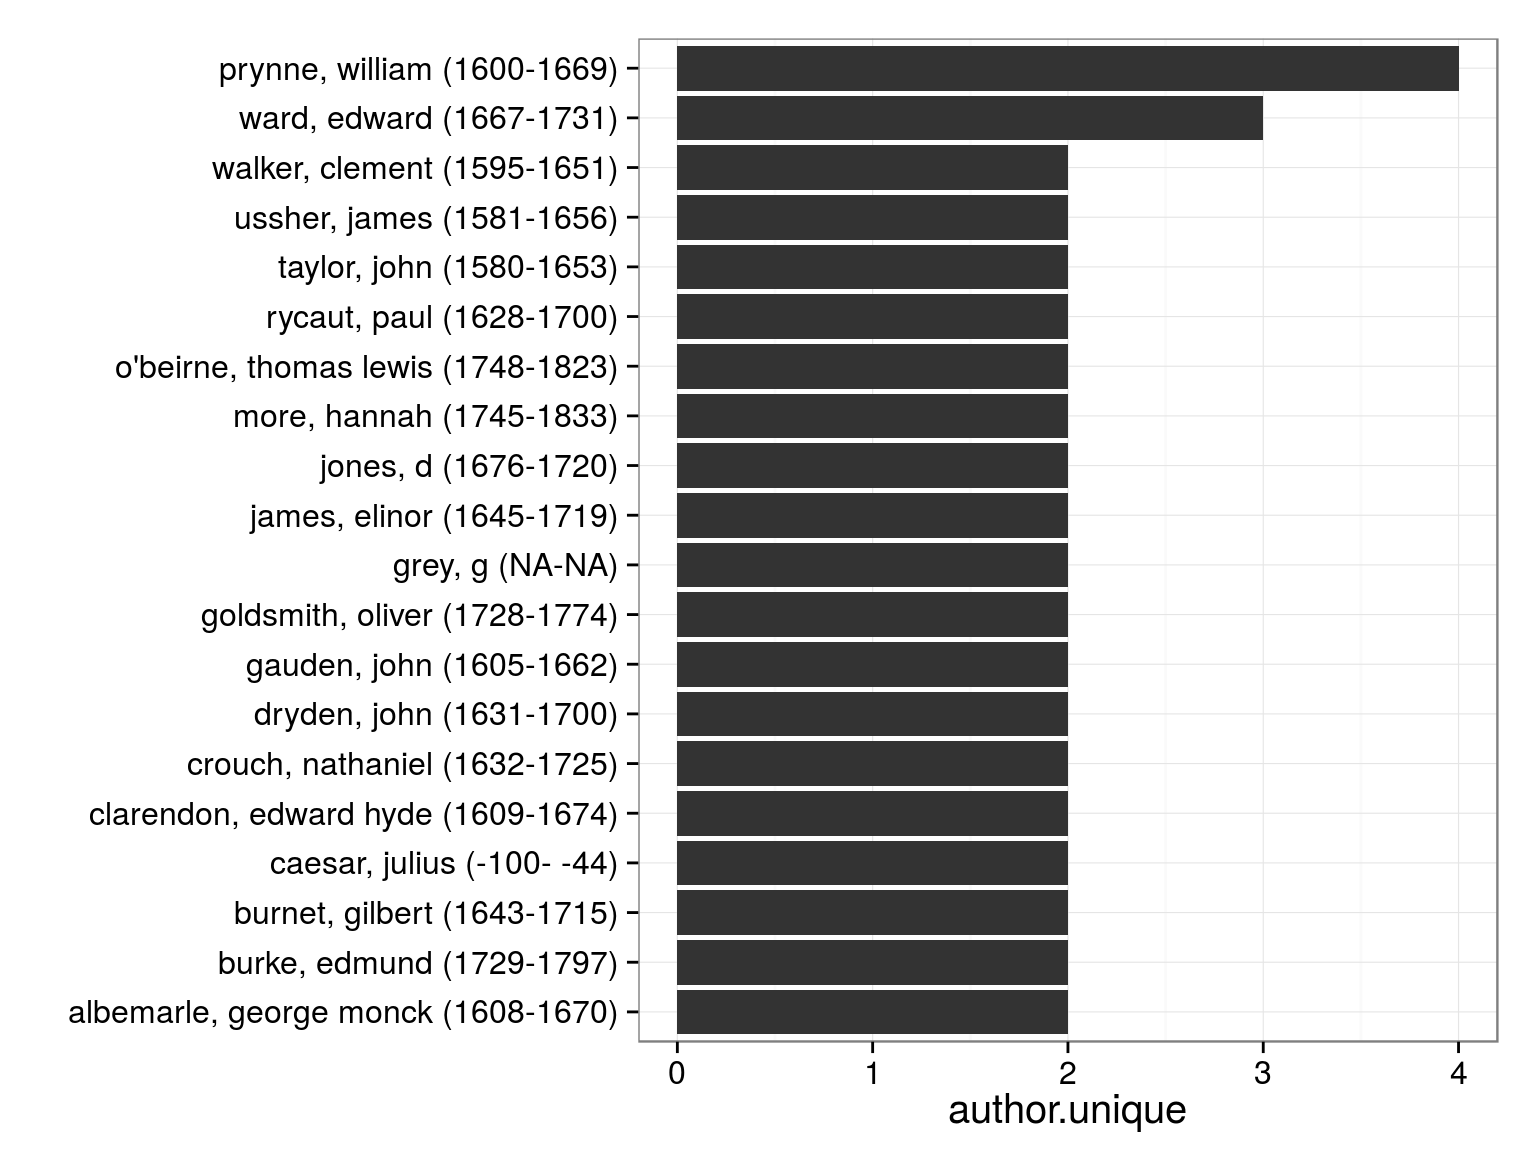 prynne, william (1600-1669)
ward, edward (1667-1731)
walker, clement (1595-1651)
ussher, james (1581-1656)
taylor, john (1580-1653)
rycaut, paul (1628-1700)
o'beirne, thomas lewis (1748-1823)
more, hannah (1745-1833)
jones, d (1676-1720)
james, elinor (1645-1719)
grey, g (NA-NA)
goldsmith, oliver (1728-1774)
gauden, john (1605-1662)
dryden, john (1631-1700)
crouch, nathaniel (1632-1725)
clarendon, edward hyde (1609-1674)
caesar, julius (-100- -44)
burnet, gilbert (1643-1715)
burke, edmund (1729-1797)
albemarle, george monck (1608-1670)
0 1 2 3 4
author.unique